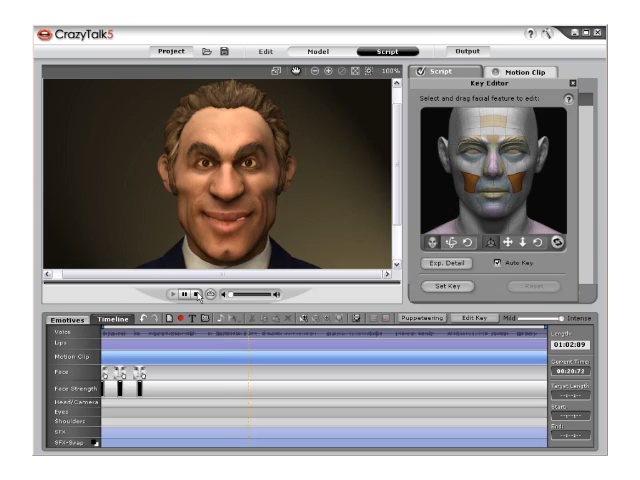 CrazyTalk5
?
Project Edit Model Script Output
100%
Script Motion Clip
Key Editor
Select and drag facial feature to edit:
?
Exp. Detail Auto Key
Set Key Reset
Emotives Timeline T Puppeteering Edit Key Mild Intense
Voice
Lips
Motion Clip
Face
Face Strength
Head/Camera
Eyes
Shoulders
SFX
SFX-Swap
Length:
01:02:89
Current Time:
00:20:72
Target Length:
--:--:--
Start:
--:--:--
End:
--:--:--